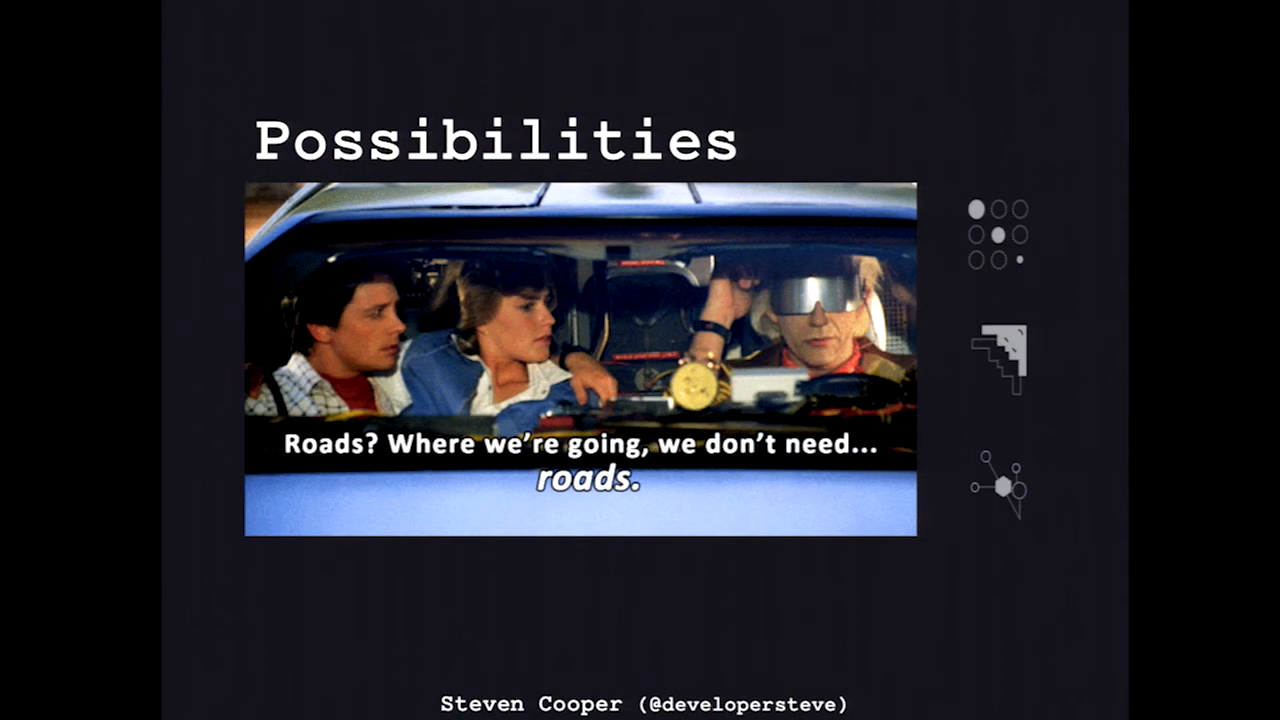 Possibilities
Roads? Where we're going, we don't need...
roads.
Steven Cooper (@developersteve)